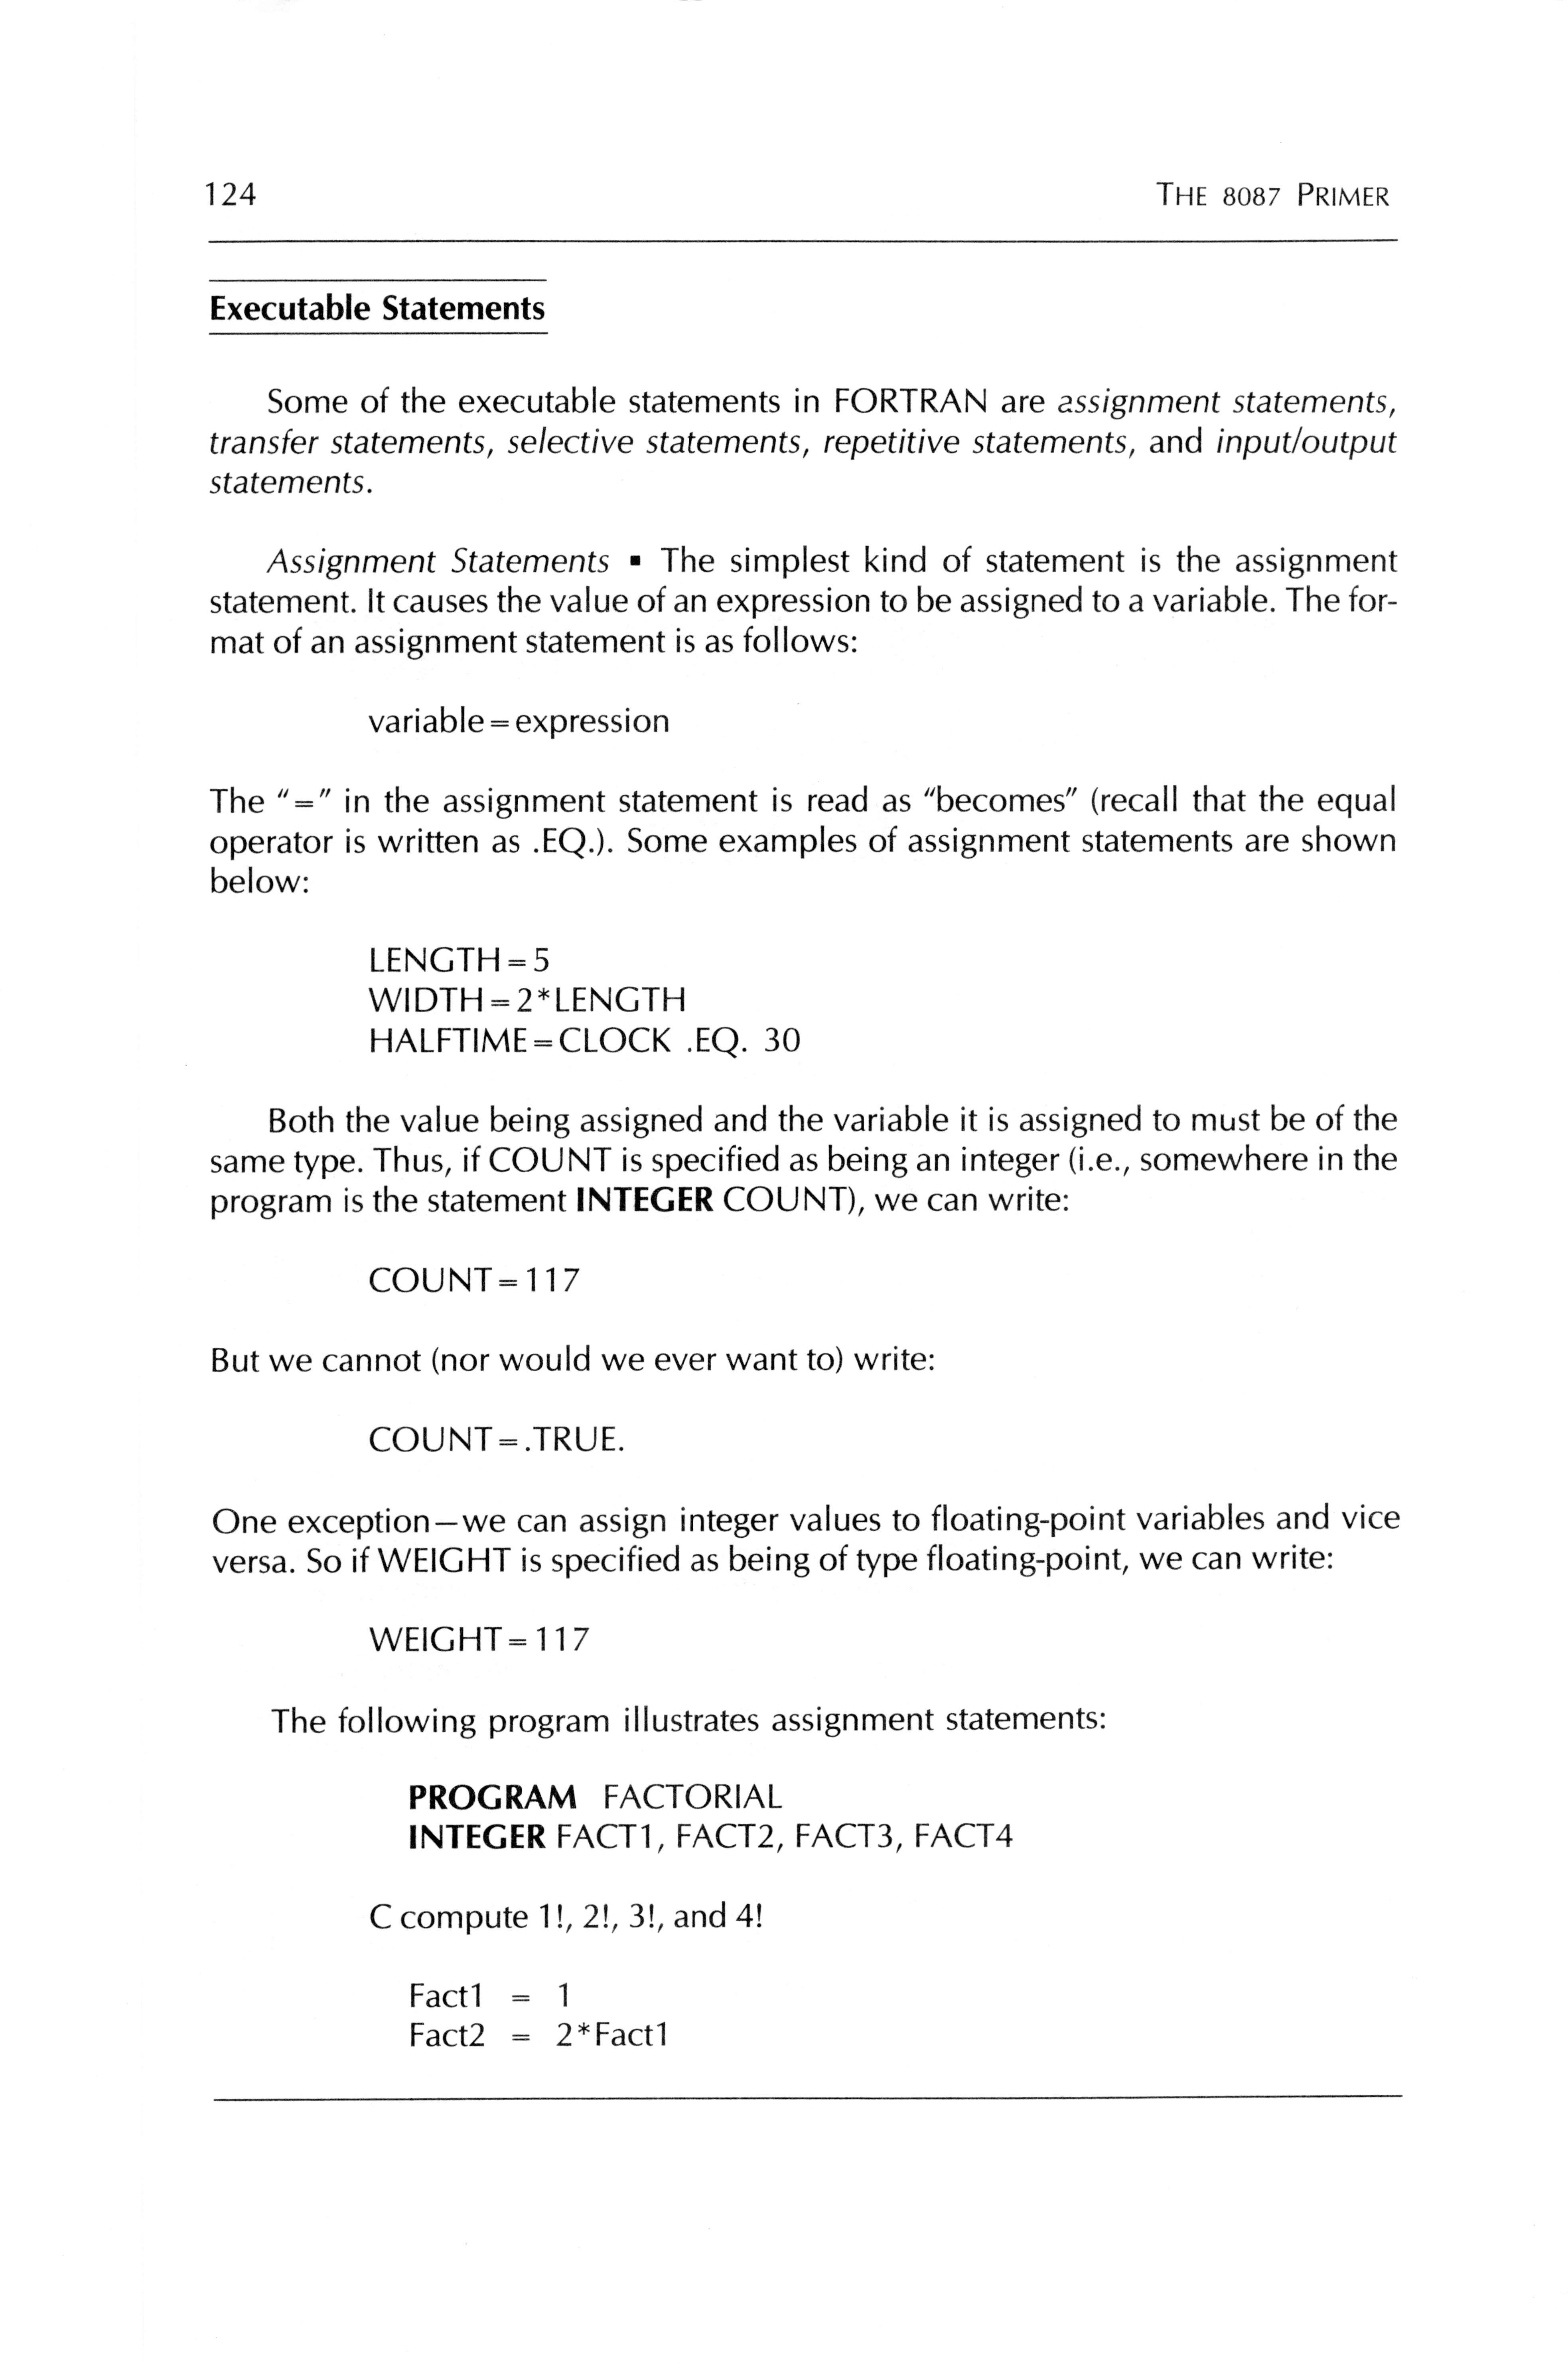 124
THE 8087 PRIMER
Executable Statements
Some of the executable statements in FORTRAN are assignment statements,
transfer statements, selective statements, repetitive statements, and input/output
statements.
Assignment Statements ▪ The simplest kind of statement is the assignment
statement. It causes the value of an expression to be assigned to a variable. The for-
mat of an assignment statement is as follows:
variable=expression
The "=" in the assignment statement is read as "becomes" (recall that the equal
operator is written as .EQ.). Some examples of assignment statements are shown
below:
LENGTH=5
WIDTH=2*LENGTH
HALFTIME=CLOCK .EQ. 30
Both the value being assigned and the variable it is assigned to must be of the
same type. Thus, if COUNT is specified as being an integer (i.e., somewhere in the
program is the statement INTEGER COUNT), we can write:
COUNT=117
But we cannot (nor would we ever want to) write:
COUNT=.TRUE.
One exception—we can assign integer values to floating-point variables and vice
versa. So if WEIGHT is specified as being of type floating-point, we can write:
WEIGHT=117
The following program illustrates assignment statements:
PROGRAM FACTORIAL
INTEGER FACT1, FACT2, FACT3, FACT4
C compute 1!, 2!, 3!, and 4!
Fact1 = 1
Fact2 = 2*Fact1